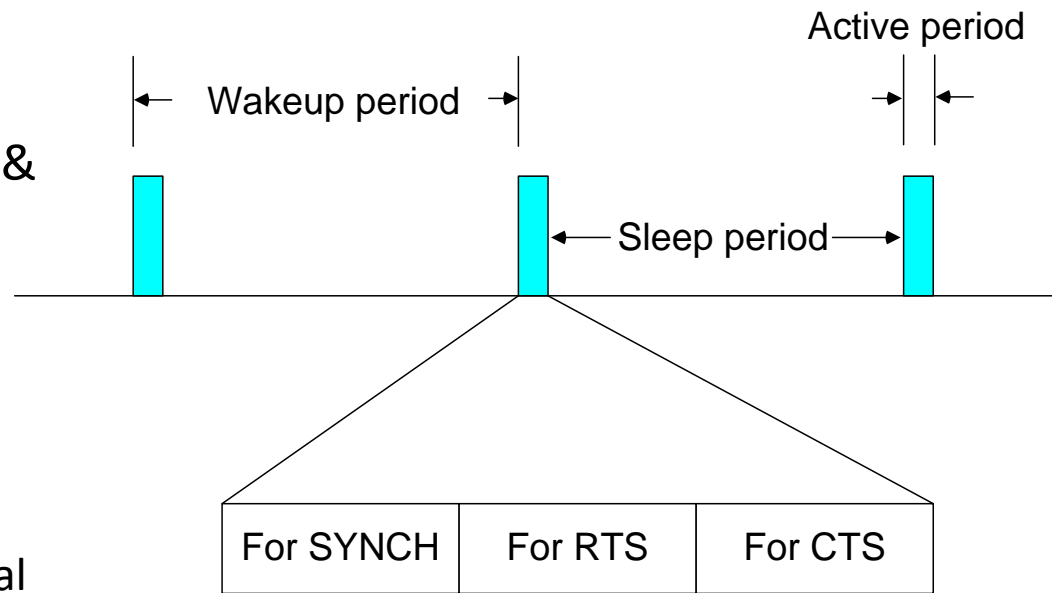 Active period
Wakeup period
&
Sleep period
For SYNCH
For RTS
For CTS
al